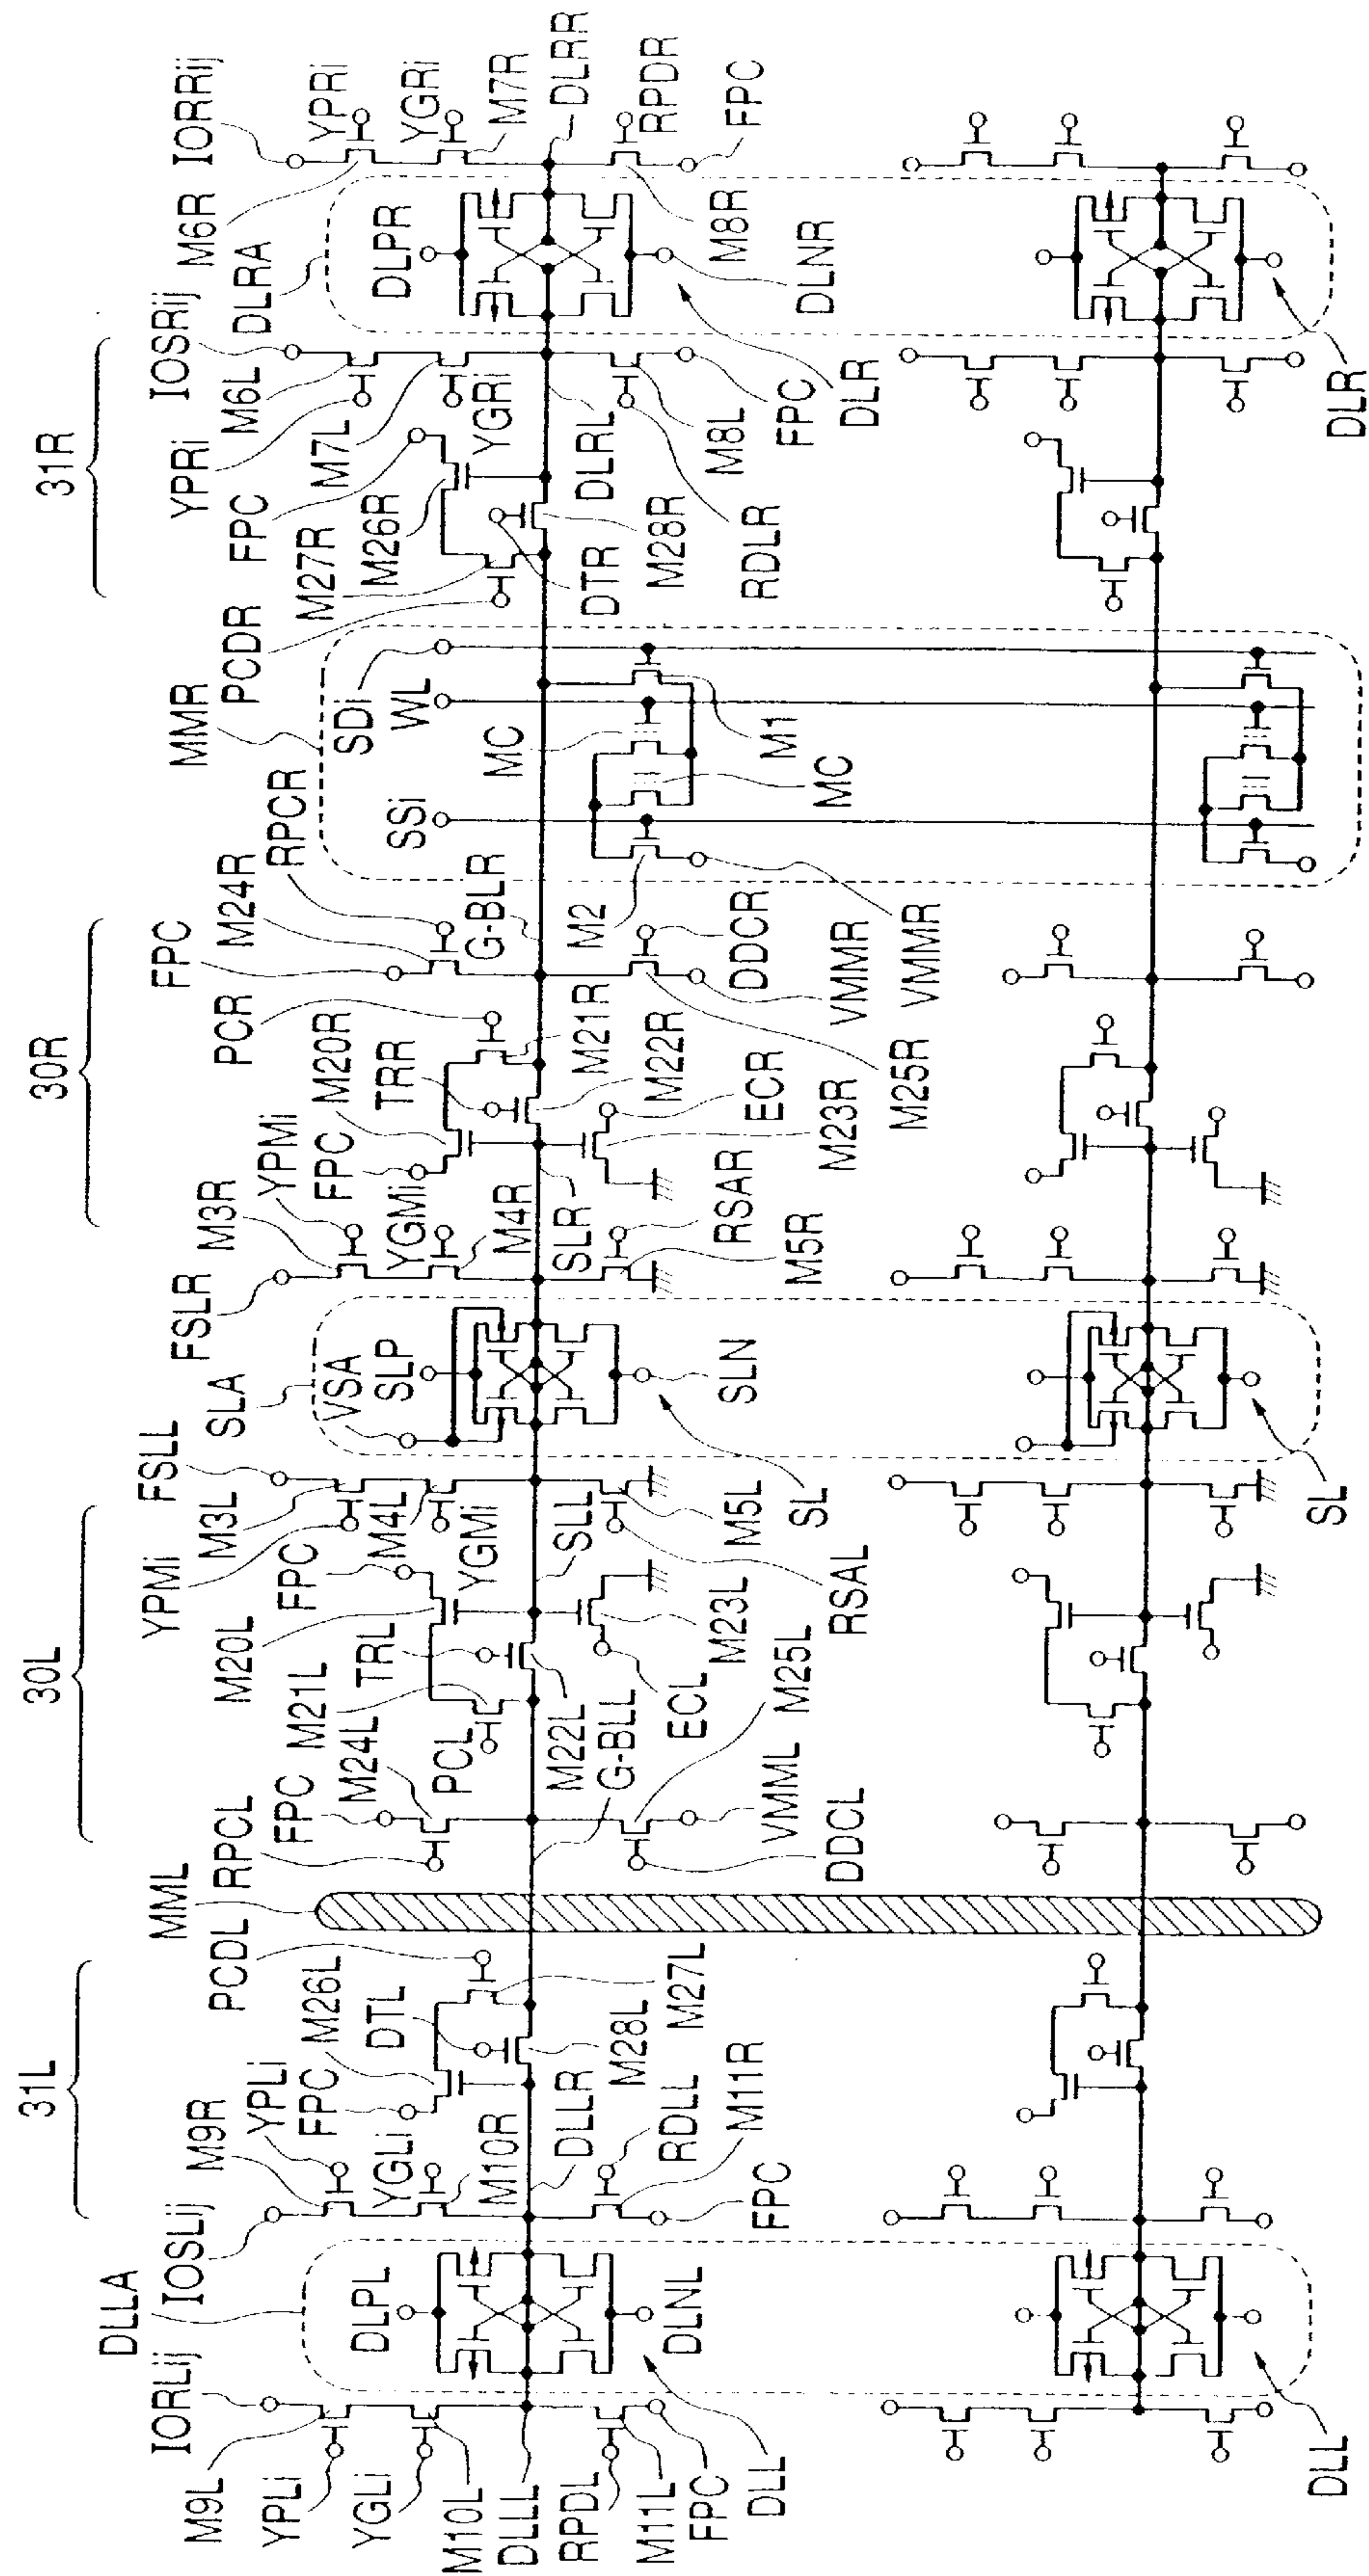 31L
30L
30R
31R
DLLA
IORLij
IOSLij
M9L
YPLi
YGLi
M10L
DLLL
RPDL
M11L
FPC
DLL
DLPL
DLNL
M9R
YPLi
YGLi
M10R
DLLR
RDLL
M11R
FPC
FPC
M26L
DTL
PCDL
M28L
M27L
MML
RPCL
FPC
M24L
M21L
PCL
M22L
G-BLL
DDCL
VMML
M25L
TRL
M20L
FPC
ECL
M23L
YPMi
M3L
FSLL
M4L
YGMi
SLL
M5L
RSAL
SLA
VSA
SLP
SLN
SL
FSLR
M3R
YPMi
YGMi
M4R
SLR
RSAR
M5R
FPC
M20R
TRR
PCR
M21R
M22R
ECR
M23R
FPC
M24R
RPCR
G-BLR
DDCR
VMMR
M25R
MMR
SSi
WL
SDi
MC
MC
M1
M2
VMMR
PCDR
M27R
M26R
FPC
DTR
M28R
YPRi
M6L
IOSRij
M7L
YGRi
DLRL
M8L
RDLR
FPC
DLR
DLRA
DLPR
DLNR
M6R
IORRij
YPRi
YGRi
M7R
DLRR
RPDR
M8R
FPC
DLL
SL
DLR